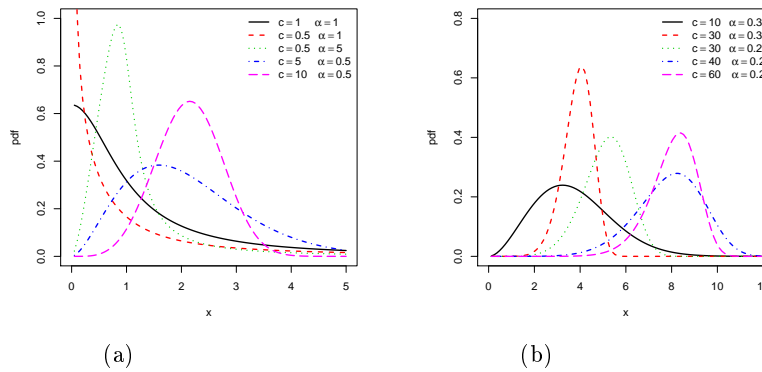 c = 1 α = 1
c = 0.5 α = 1
c = 0.5 α = 5
c = 5 α = 0.5
c = 10 α = 0.5
pdf
0.0 0.2 0.4 0.6 0.8 1.0
0 1 2 3 4 5
x
(a)
c = 10 α = 0.3
c = 30 α = 0.3
c = 30 α = 0.2
c = 40 α = 0.2
c = 60 α = 0.2
pdf
0.0 0.2 0.4 0.6 0.8
0 2 4 6 8 10
x
(b)